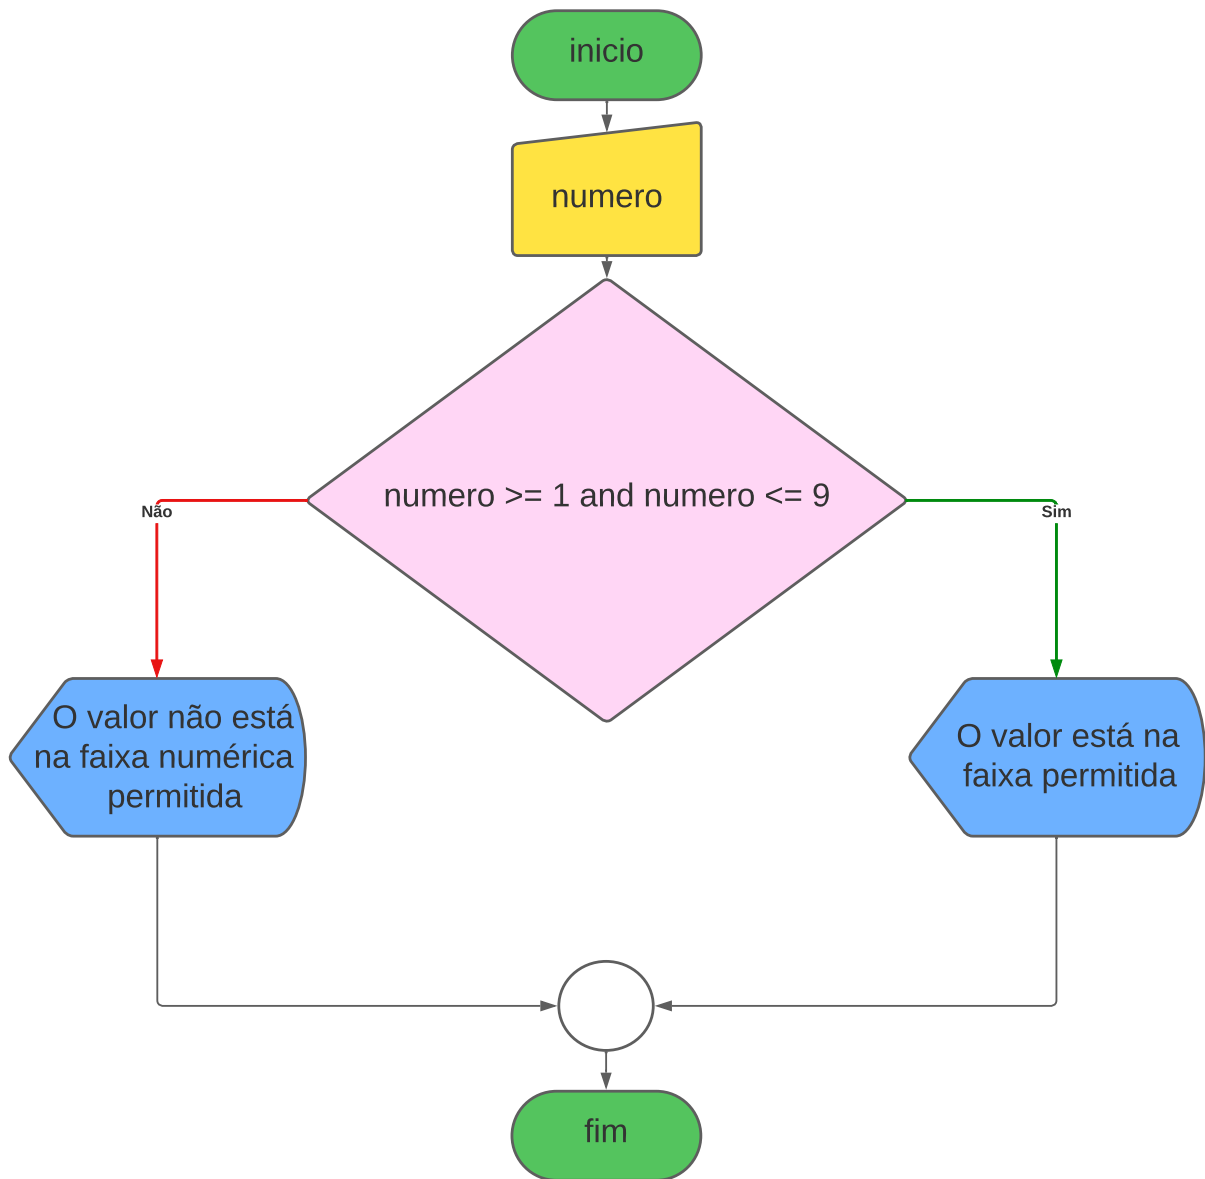 inicio
numero
numero >= 1 and numero <= 9
Não
Sim
O valor não está
na faixa numérica
permitida
O valor está na
faixa permitida
fim